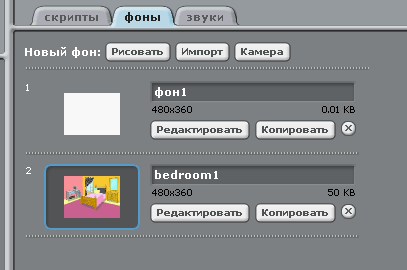 скрипты фоны звуки
Новый фон: Рисовать Импорт Камера
1
фон1
480x360 0.01 KB
Редактировать Копировать
2
bedroom1
480x360 50 KB
Редактировать Копировать